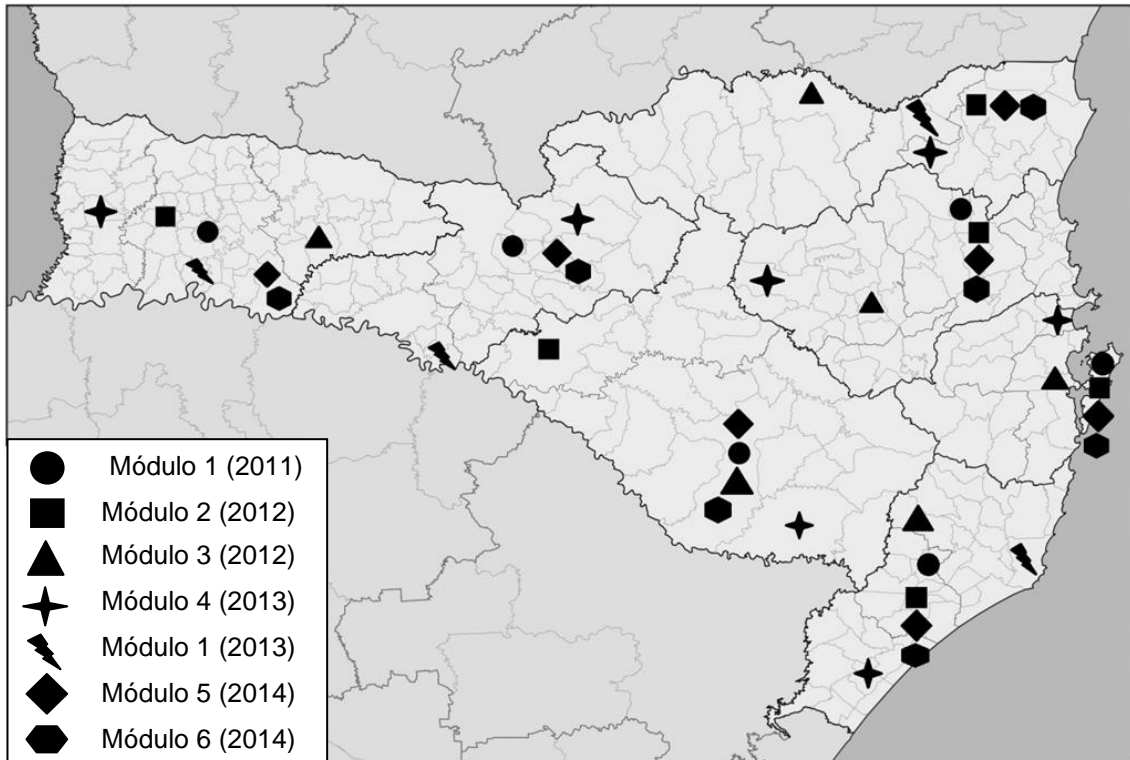 Módulo 1 (2011)
Módulo 2 (2012)
Módulo 3 (2012)
Módulo 4 (2013)
Módulo 1 (2013)
Módulo 5 (2014)
Módulo 6 (2014)